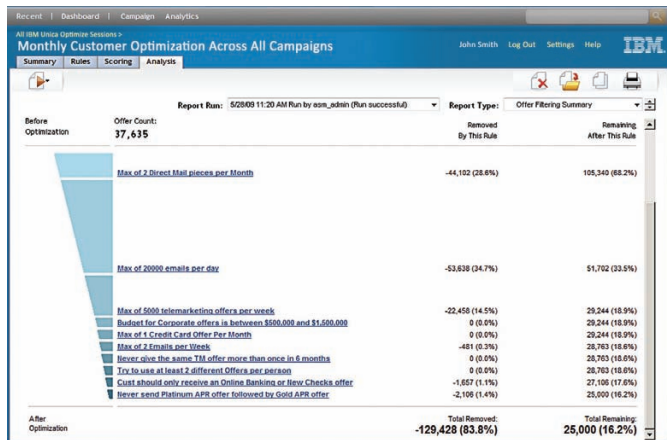 Recent | Dashboard | Campaign Analytics
All IBM Unica Optimize Sessions >
Monthly Customer Optimization Across All Campaigns
John Smith Log Out Settings Help IBM.
Summary Rules Scoring Analysis
Report Run: 5/28/09 11:20 AM Run by asm_admin (Run successful) Report Type: Offer Filtering Summary
Before Optimization
Offer Count:
37,635
Removed By This Rule
Remaining After This Rule
Max of 2 Direct Mail pieces per Month -44,102 (28.6%) 105,340 (68.2%)
Max of 20000 emails per day -53,638 (34.7%) 51,702 (33.5%)
Max of 5000 telemarketing offers per week -22,458 (14.5%) 29,244 (18.9%)
Budget for Corporate offers is between $500,000 and $1,500,000 0 (0.0%) 29,244 (18.9%)
Max of 1 Credit Card Offer Per Month 0 (0.0%) 29,244 (18.9%)
Max of 2 Emails per Week -481 (0.3%) 28,763 (18.6%)
Never give the same TM offer more than once in 6 months 0 (0.0%) 28,763 (18.6%)
Try to use at least 2 different Offers per person 0 (0.0%) 28,763 (18.6%)
Cust should only receive an Online Banking or New Checks offer -1,657 (1.1%) 27,106 (17.6%)
Never send Platinum APR offer followed by Gold APR offer -2,106 (1.4%) 25,000 (16.2%)
After Optimization
Total Removed:
-129,428 (83.8%)
Total Remaining:
25,000 (16.2%)